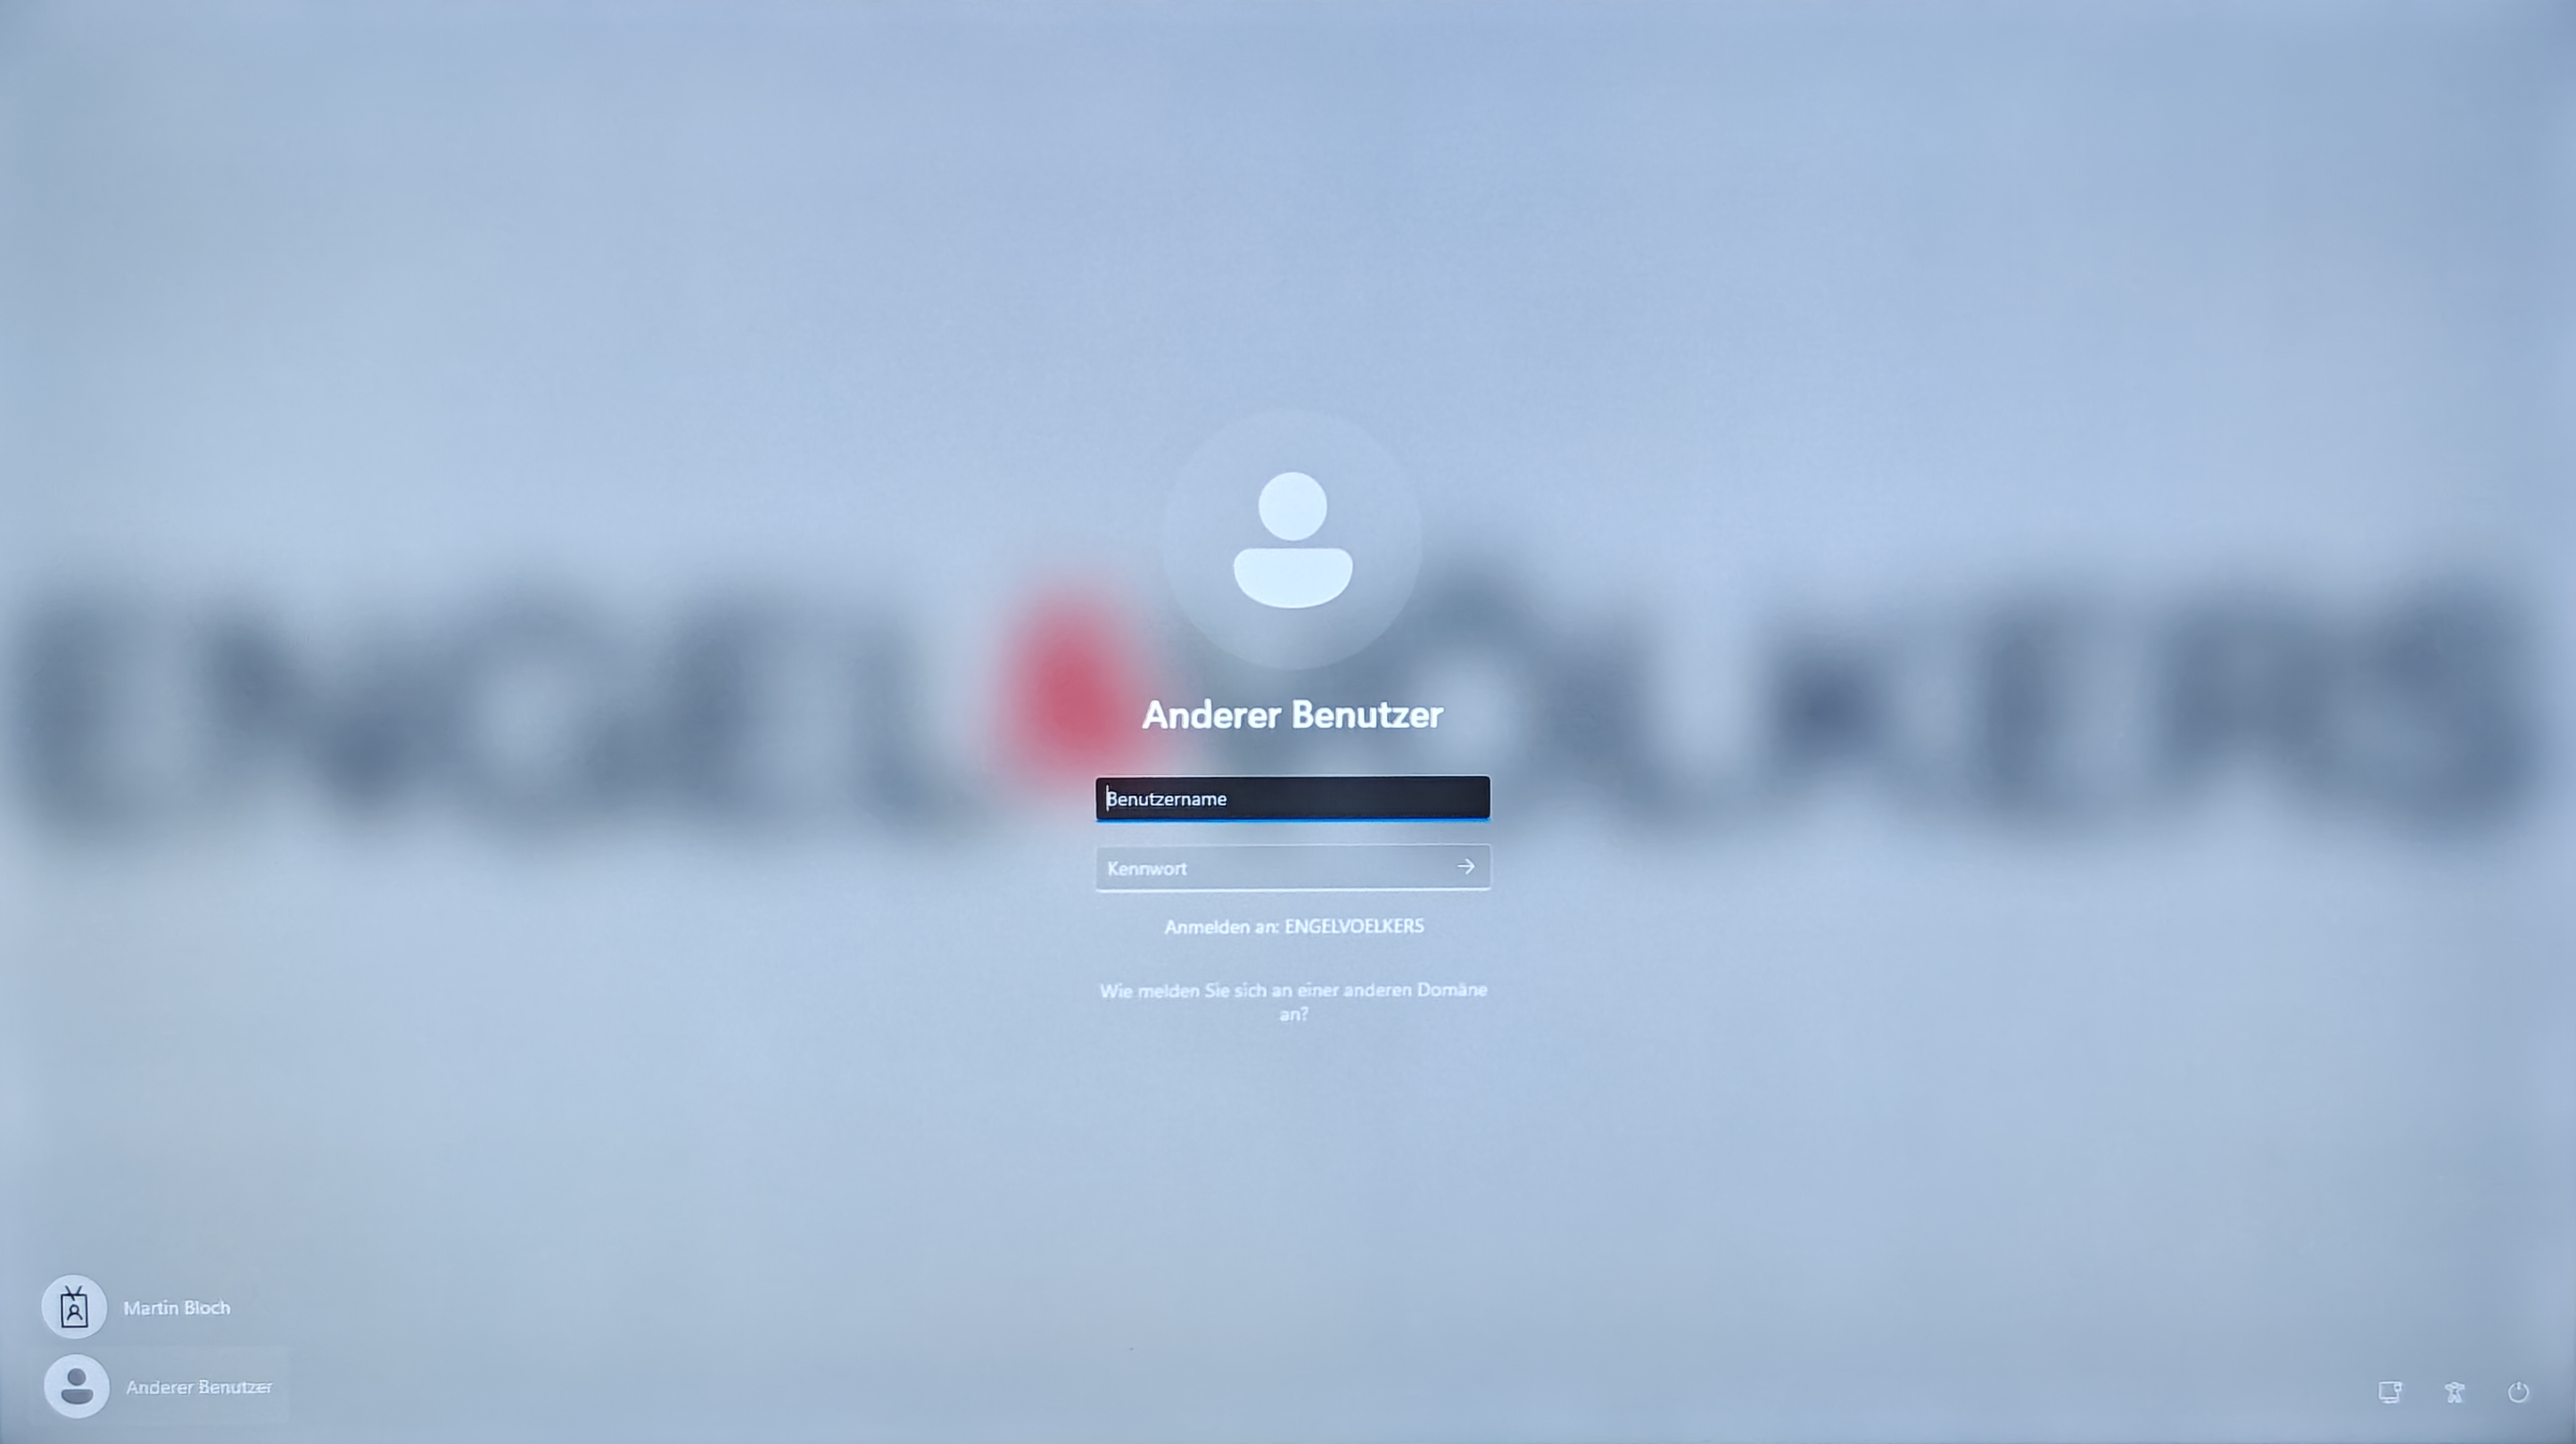 Anderer Benutzer
Benutzername
Kennwort
Anmelden an: ENGELVOELKERS
Wie melden Sie sich an einer anderen Domäne
an?
Martin Bloch
Anderer Benutzer